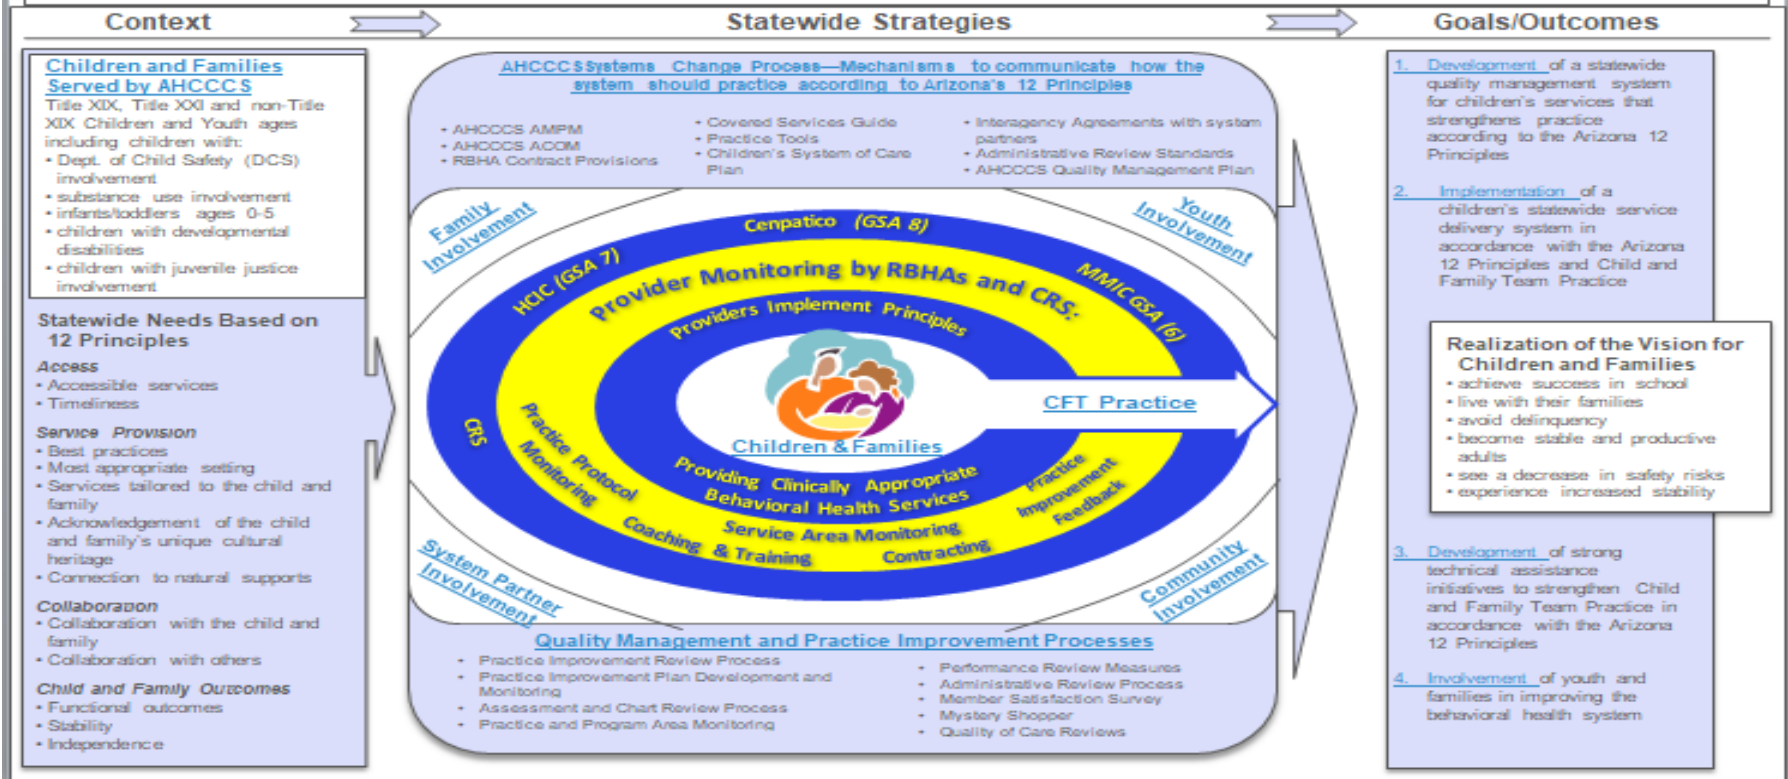 Context
Statewide Strategies
Goals/Outcomes
Children and Families
Served by AHCCCS
Title XIX, Title XXI and non-Title
XIX Children and Youth ages
including children with:
• Dept. of Child Safety (DCS)
involvement
• substance use involvement
• infants/toddlers ages 0-5
• children with developmental
disabilities
• children with juvenile justice
involvement
Statewide Needs Based on
12 Principles
Access
• Accessible services
• Timeliness
Service Provision
• Best practices
• Most appropriate setting
• Services tailored to the child and
family
• Acknowledgement of the child
and family's unique cultural
heritage
• Connection to natural supports
Collaboration
• Collaboration with the child and
family
• Collaboration with others
Child and Family Outcomes
• Functional outcomes
• Stability
• Independence
AHCCCSSystems Change Process—Mechanisms to communicate how the
system should practice according to Arizona's 12 Principles
• AHCCCS AMPM
• AHCCCS ACOM
• RBHA Contract Provisions
• Covered Services Guide
• Practice Tools
• Children's System of Care
Plan
• Interagency Agreements with system
partners
• Administrative Review Standards
• AHCCCS Quality Management Plan
Family
Involvement
Youth
Involvement
HCIC (GSA 7)
Cenpatico (GSA 8)
MMIC GSA (6)
CRS
Provider Monitoring by RBHAs and CRS:
Providers Implement Principles
CFT Practice
Children & Families
Providing Clinically Appropriate
Behavioral Health Services
Practice Protocol
Monitoring
Coaching & Training
Service Area Monitoring
Contracting
Practice
Improvement
Feedback
System Partner
Involvement
Community
Involvement
Quality Management and Practice Improvement Processes
• Practice Improvement Review Process
• Practice Improvement Plan Development and
Monitoring
• Assessment and Chart Review Process
• Practice and Program Area Monitoring
• Performance Review Measures
• Administrative Review Process
• Member Satisfaction Survey
• Mystery Shopper
• Quality of Care Reviews
1. Development of a statewide
quality management system
for children's services that
strengthens practice
according to the Arizona 12
Principles
2. Implementation of a
children's statewide service
delivery system in
accordance with the Arizona
12 Principles and Child and
Family Team Practice
Realization of the Vision for
Children and Families
• achieve success in school
• live with their families
• avoid delinquency
• become stable and productive
adults
• see a decrease in safety risks
• experience increased stability
3. Development of strong
technical assistance
initiatives to strengthen Child
and Family Team Practice in
accordance with the Arizona
12 Principles
4. Involvement of youth and
families in improving the
behavioral health system